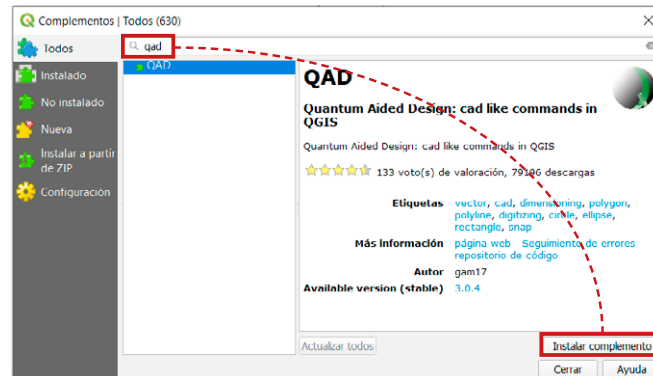 Complementos | Todos (630)
Todos
qad
Instalado
QAD
No instalado
Nueva
Instalar a partir
de ZIP
Configuración
QAD
Quantum Aided Design: cad like commands in
QGIS
Quantum Aided Design: cad like commands in QGIS
133 voto(s) de valoración, 79196 descargas
Etiquetas vector, cad, dimensioning, polygon,
polyline, digitizing, circle, ellipse,
rectangle, snap
Más información página web Seguimiento de errores
repositorio de código
Autor gam17
Available version (stable) 3.0.4
Actualizar todos
Instalar complemento
Cerrar
Ayuda